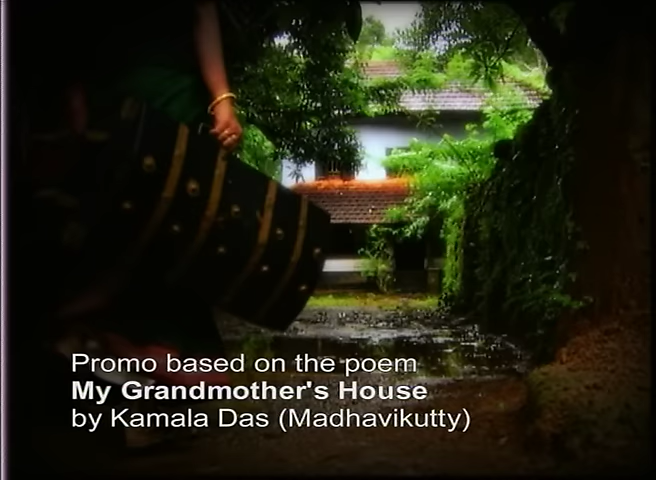 Promo based on the poem
My Grandmother's House
by Kamala Das (Madhavikutty)